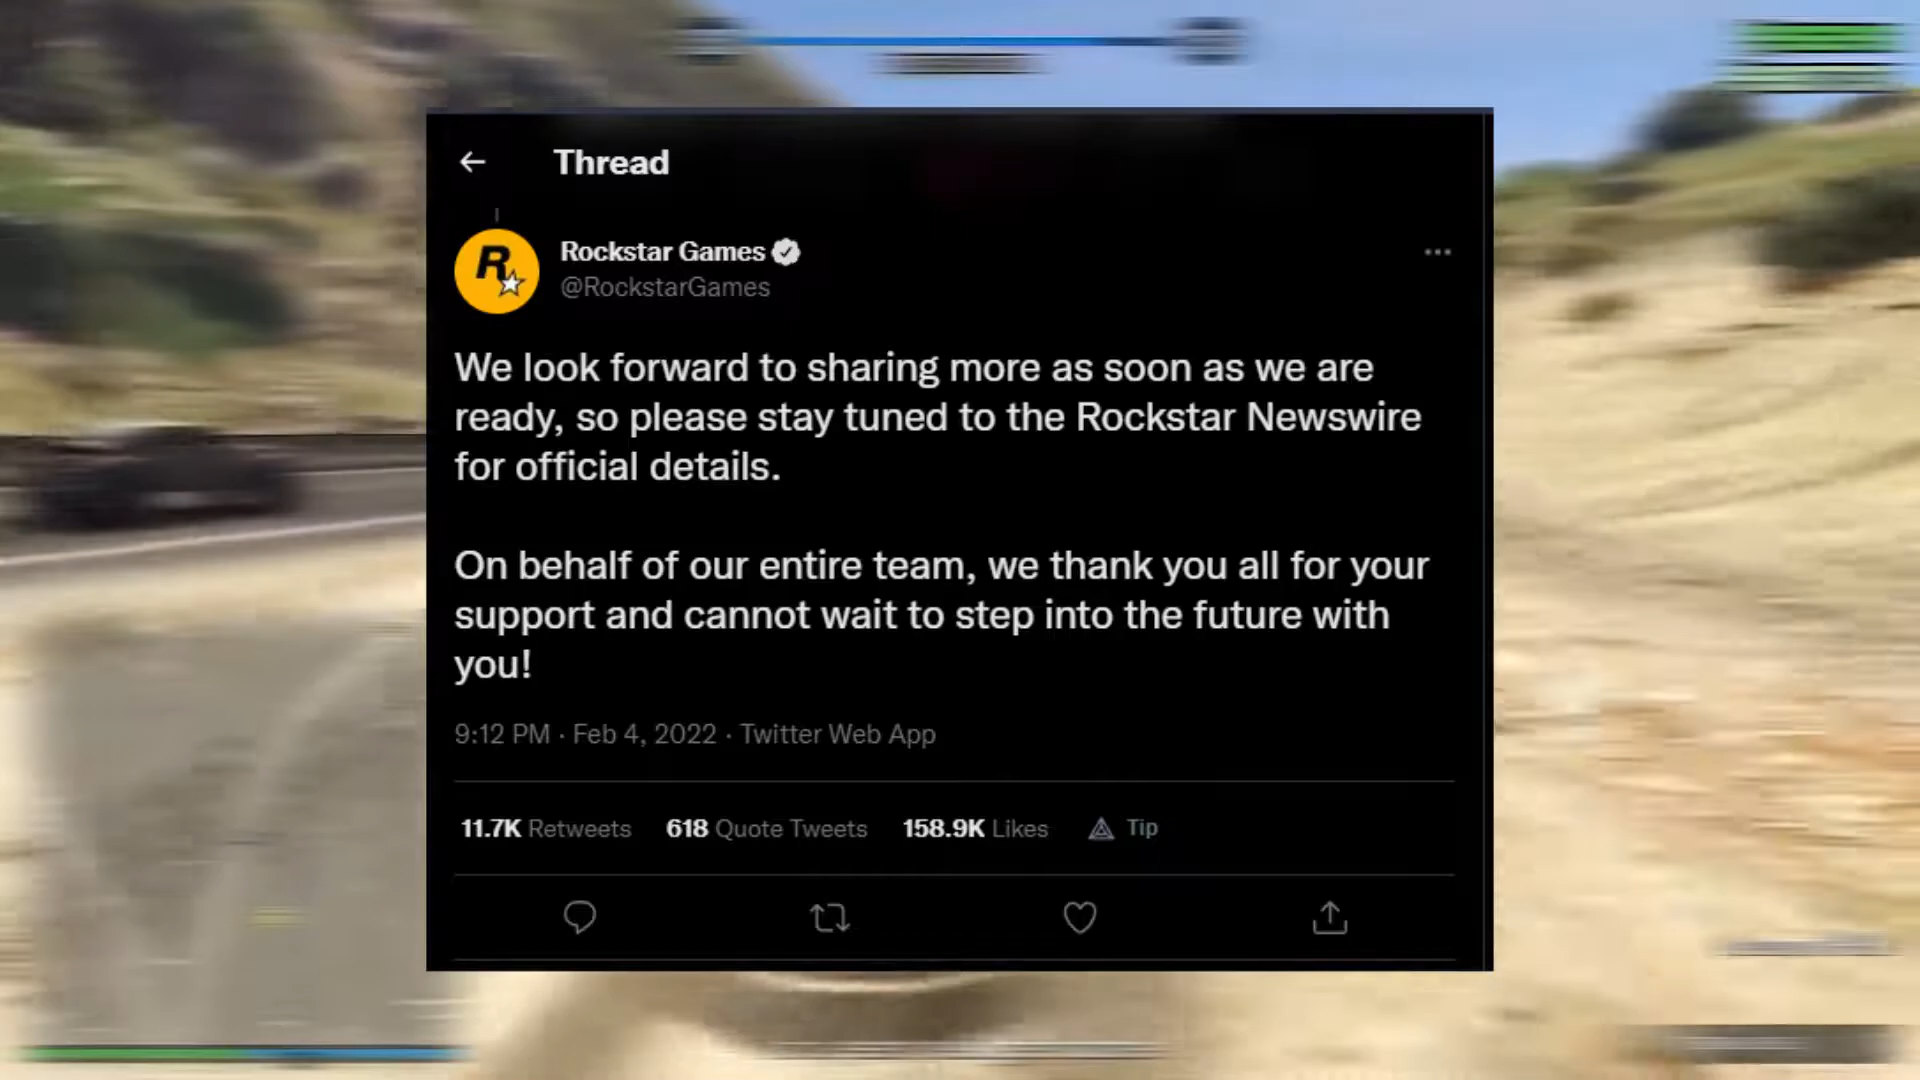 Thread
Rockstar Games
@RockstarGames
We look forward to sharing more as soon as we are
ready, so please stay tuned to the Rockstar Newswire
for official details.
On behalf of our entire team, we thank you all for your
support and cannot wait to step into the future with
you!
9:12 PM · Feb 4, 2022 · Twitter Web App
11.7K Retweets 618 Quote Tweets 158.9K Likes Tip